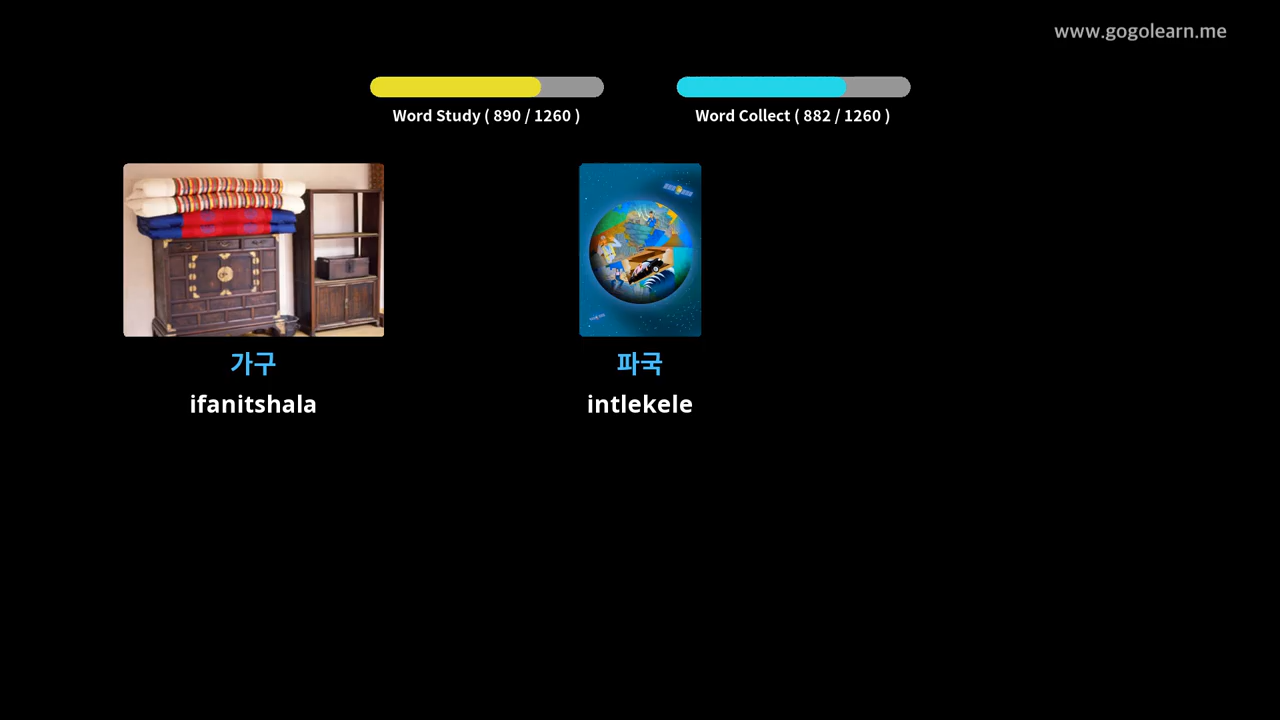 www.gogolearn.me
Word Study ( 890 / 1260 )
Word Collect ( 882 / 1260 )
가구
파국
ifanitshala
intlekele